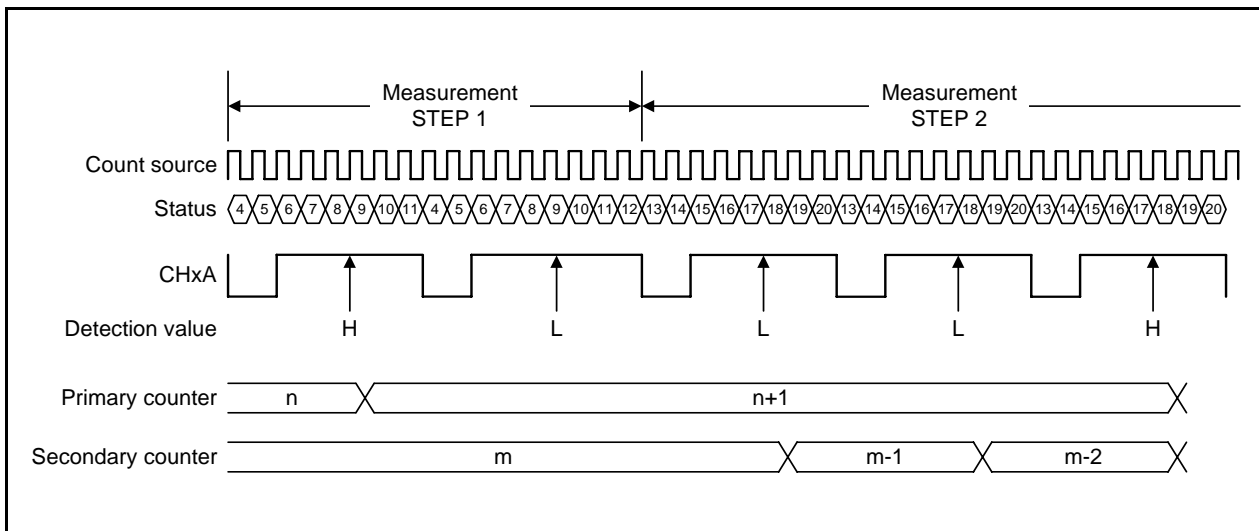 Measurement
STEP 1
Measurement
STEP 2
Count source
Status 4 5 6 7 8 9 10 11 4 5 6 7 8 9 10 11 12 13 14 15 16 17 18 19 20 13 14 15 16 17 18 19 20 13 14 15 16 17 18 19 20
CHxA
Detection value H L L L H
Primary counter n n+1
Secondary counter m m-1 m-2